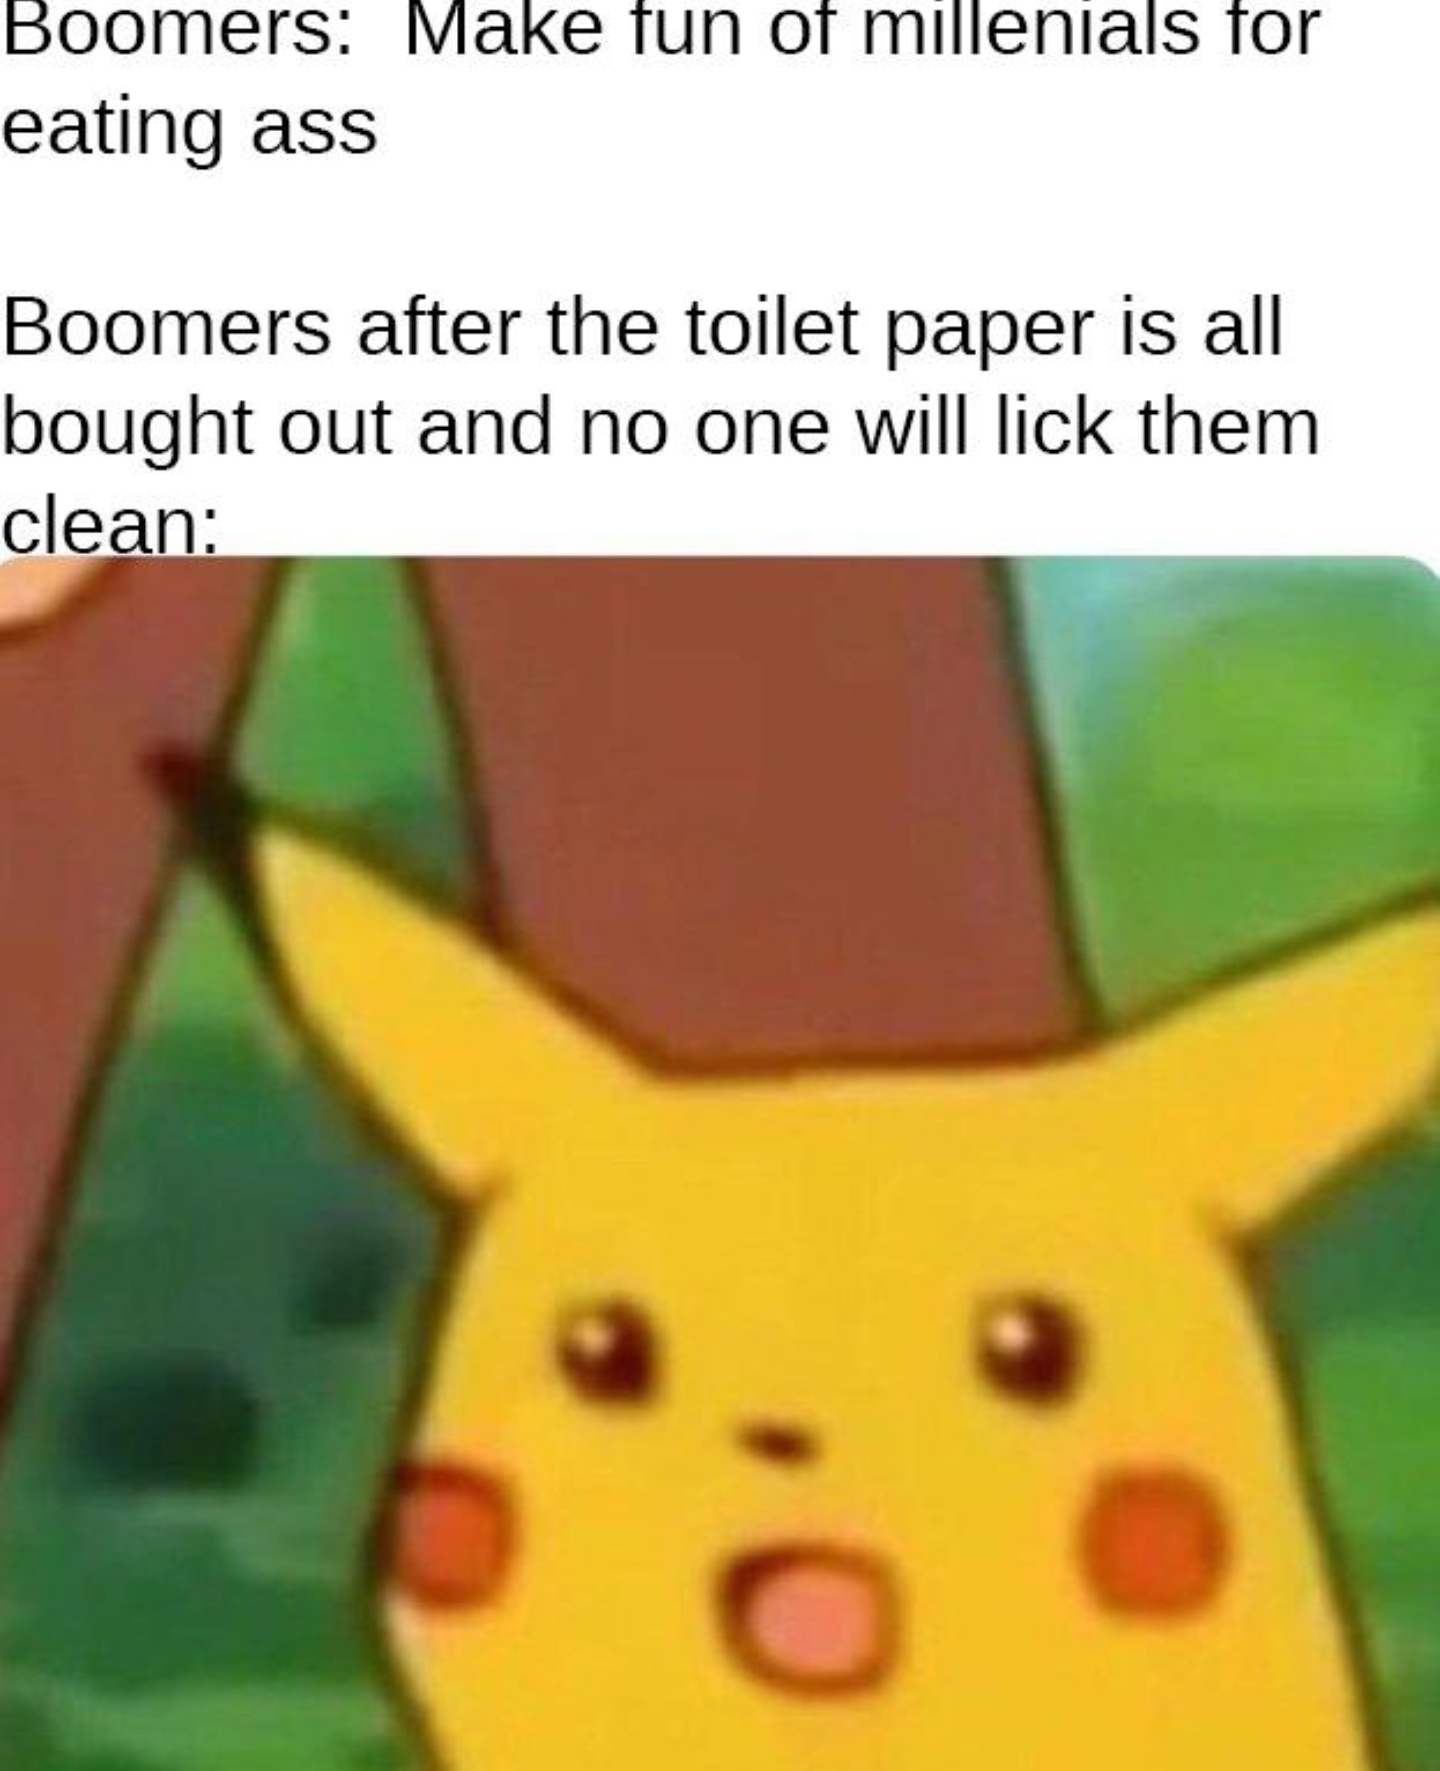 Boomers:  Make fun of millenials for
eating ass
Boomers after the toilet paper is all
bought out and no one will lick them
clean: